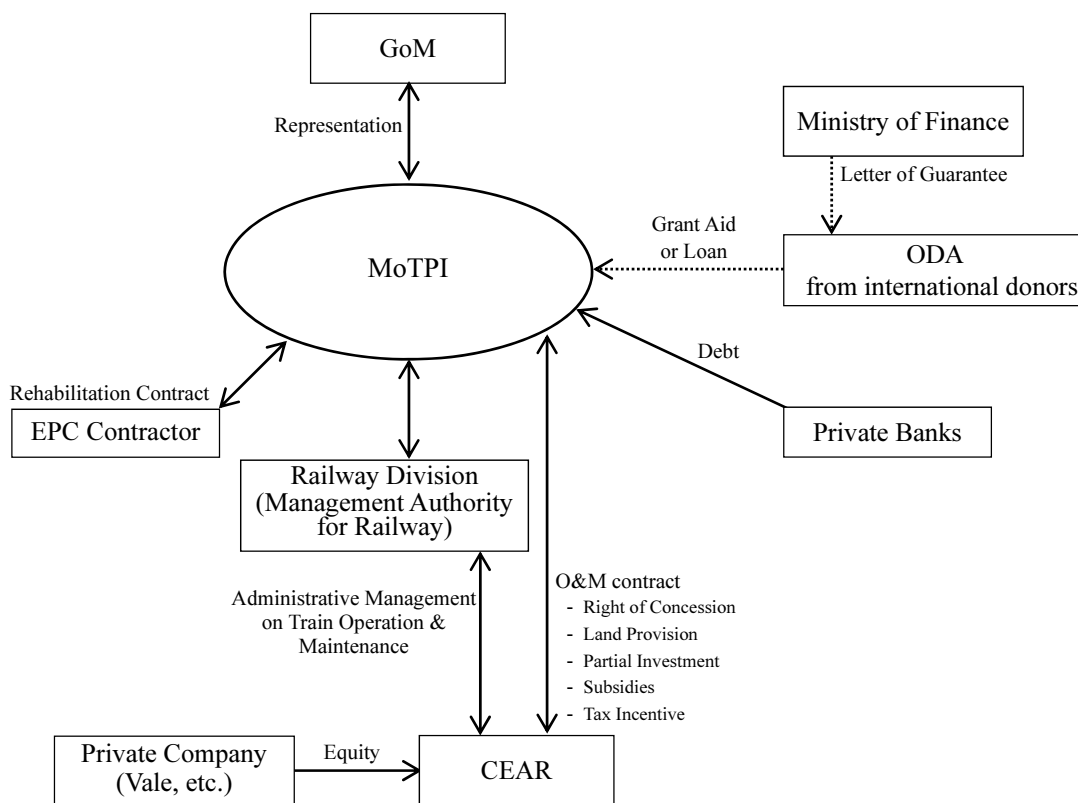 GoM
Representation
Ministry of Finance
Letter of Guarantee
Grant Aid
or Loan
ODA
from international donors
MoTPI
Debt
Rehabilitation Contract
EPC Contractor
Private Banks
Railway Division
(Management Authority
for Railway)
Administrative Management
on Train Operation &
Maintenance
O&M contract
- Right of Concession
- Land Provision
- Partial Investment
- Subsidies
- Tax Incentive
Private Company
(Vale, etc.)
Equity
CEAR